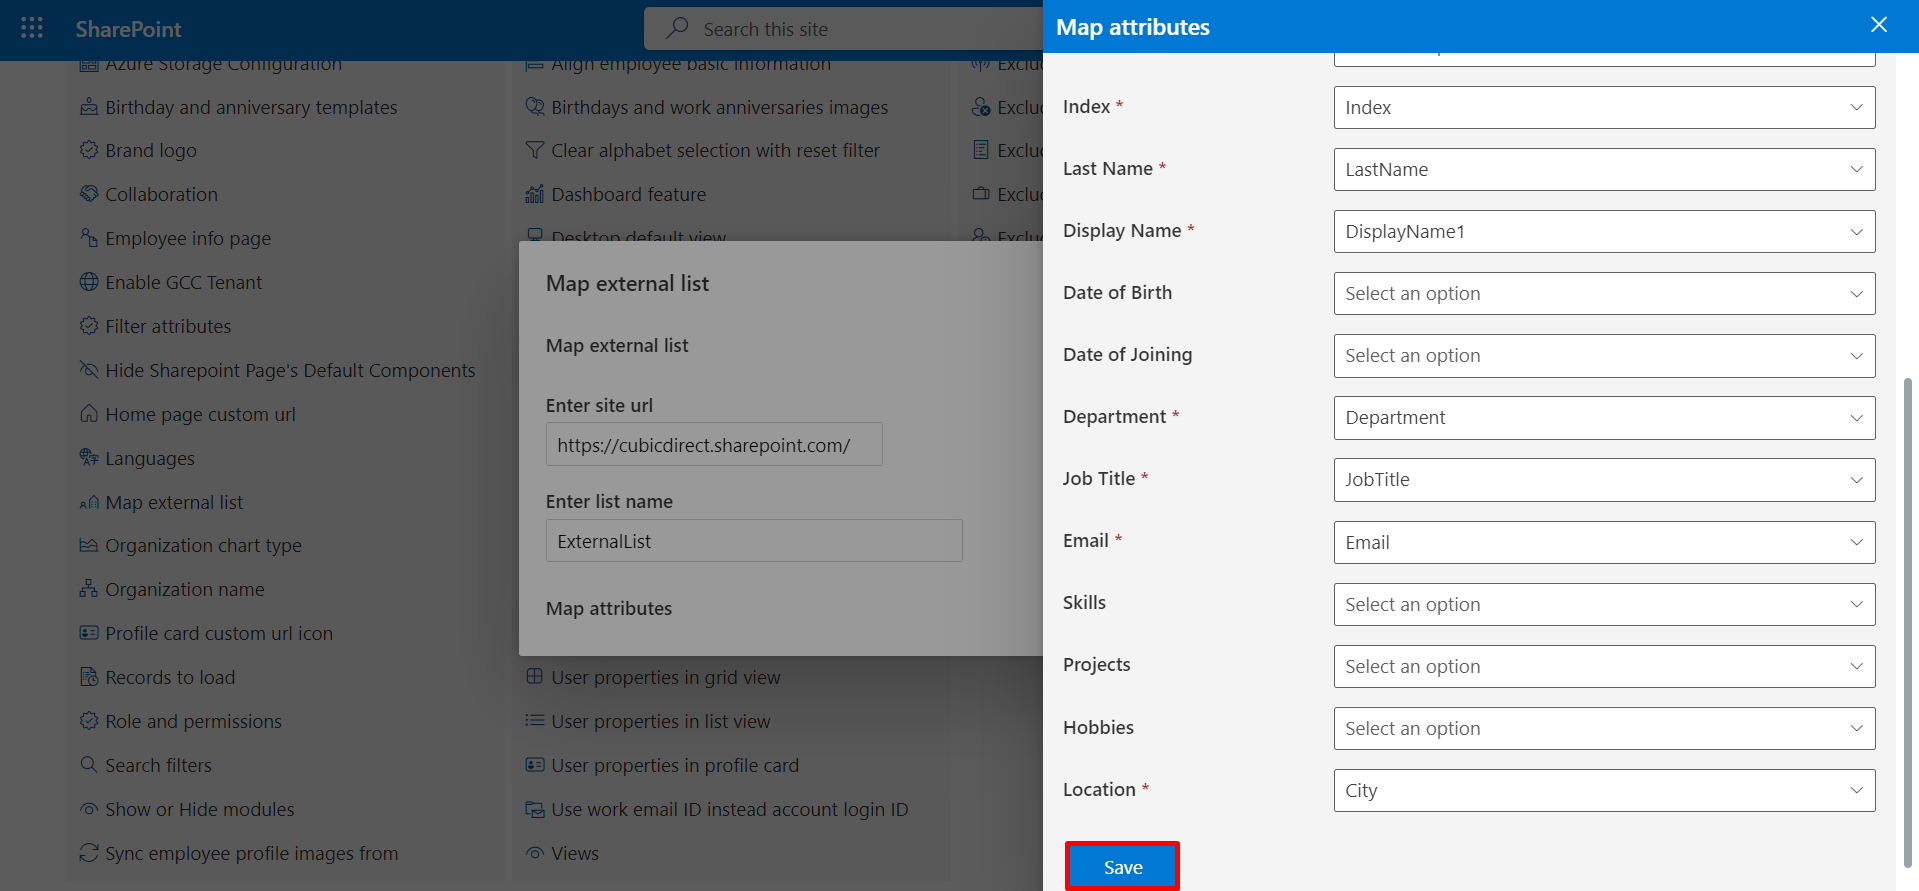 SharePoint
Search this site
Azure Storage Configuration
Birthday and anniversary templates
Brand logo
Collaboration
Employee info page
Enable GCC Tenant
Filter attributes
Hide Sharepoint Page's Default Components
Home page custom url
Languages
Map external list
Organization chart type
Organization name
Profile card custom url icon
Records to load
Role and permissions
Search filters
Show or Hide modules
Sync employee profile images from
Align employee basic information
Birthdays and work anniversaries images
Clear alphabet selection with reset filter
Dashboard feature
Desktop default view
User properties in grid view
User properties in list view
User properties in profile card
Use work email ID instead account login ID
Views
Map external list
Map external list
Enter site url
https://cubicdirect.sharepoint.com/
Enter list name
ExternalList
Map attributes
Map attributes
Index * Index
Last Name * LastName
Display Name * DisplayName1
Date of Birth Select an option
Date of Joining Select an option
Department * Department
Job Title * JobTitle
Email * Email
Skills Select an option
Projects Select an option
Hobbies Select an option
Location * City
Save